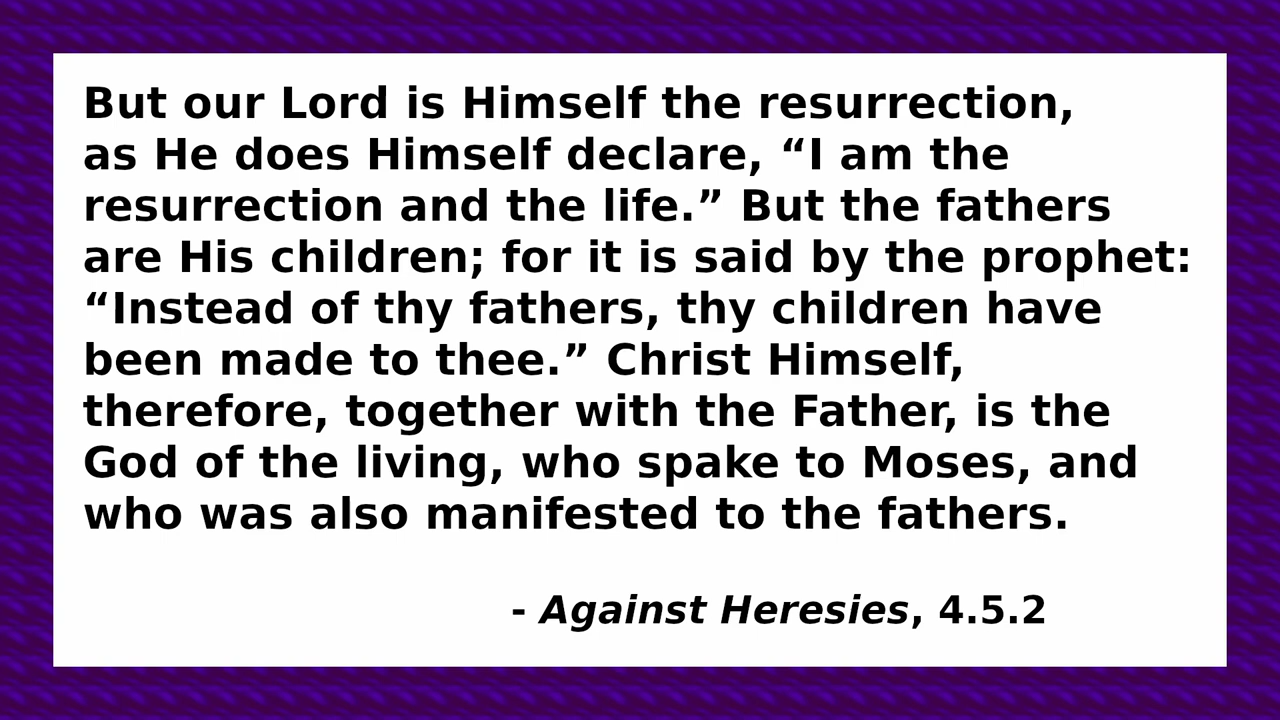 But our Lord is Himself the resurrection,
as He does Himself declare, “I am the
resurrection and the life.” But the fathers
are His children; for it is said by the prophet:
“Instead of thy fathers, thy children have
been made to thee.” Christ Himself,
therefore, together with the Father, is the
God of the living, who spake to Moses, and
who was also manifested to the fathers.
- Against Heresies, 4.5.2